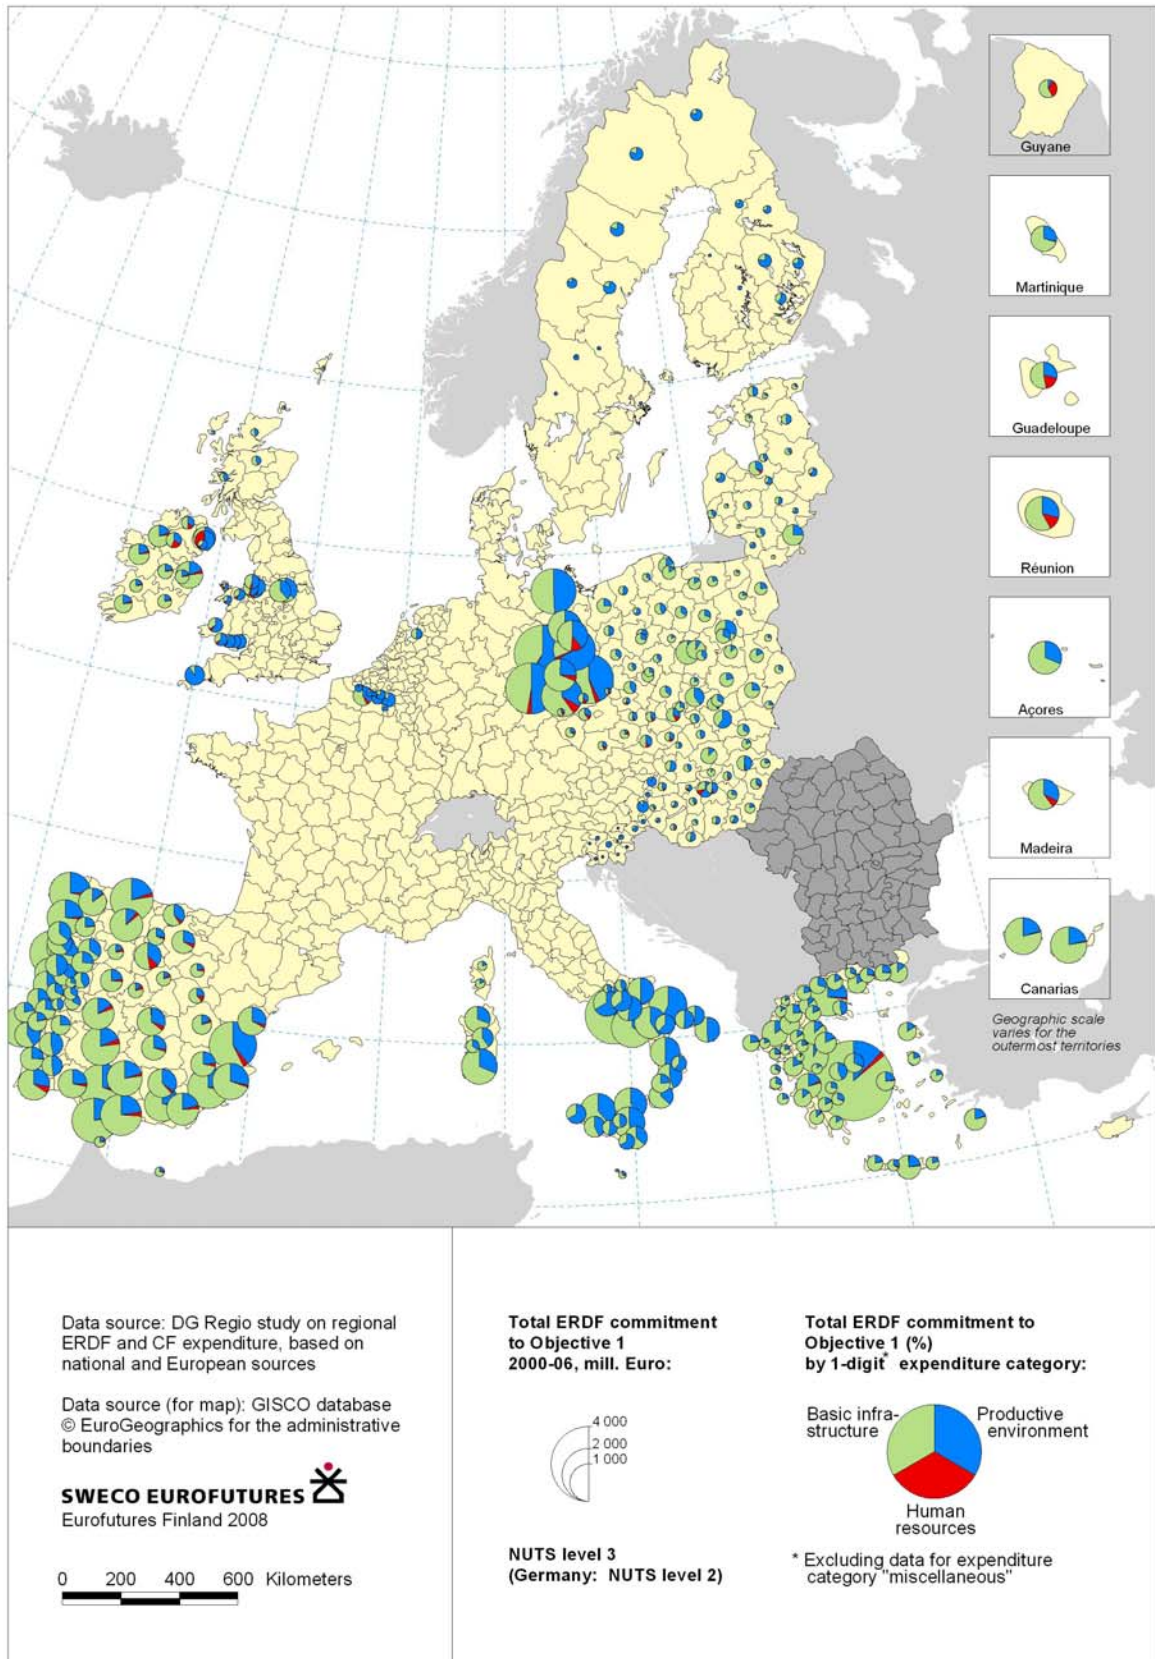 Guyane
Martinique
Guadeloupe
Réunion
Açores
Madeira
Canarias
Geographic scale
varies for the
outermost territories
Data source: DG Regio study on regional
ERDF and CF expenditure, based on
national and European sources
Data source (for map): GISCO database
© EuroGeographics for the administrative
boundaries
SWECO EUROFUTURES
Eurofutures Finland 2008
0 200 400 600 Kilometers
Total ERDF commitment
to Objective 1
2000-06, mill. Euro:
4 000
2 000
1 000
NUTS level 3
(Germany: NUTS level 2)
Total ERDF commitment to
Objective 1 (%)
by 1-digit* expenditure category:
Basic infra-
structure
Productive
environment
Human
resources
* Excluding data for expenditure
category "miscellaneous"